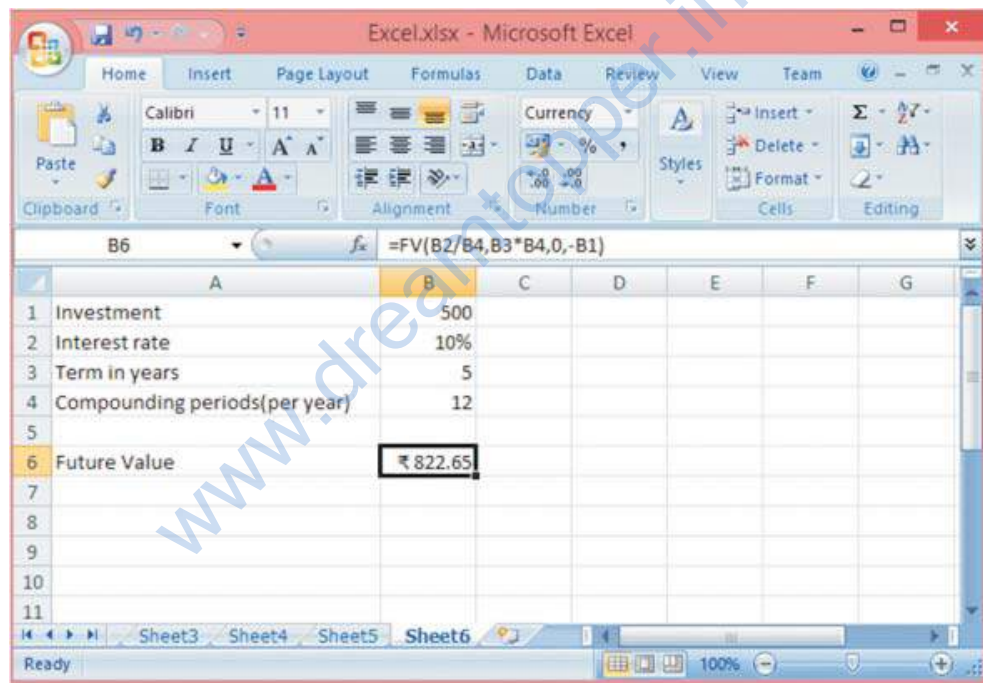 Excel.xlsx - Microsoft Excel
Home Insert Page Layout Formulas Data Review View Team
Paste
Calibri 11
B I U A A
Currency
% ,
Styles
Insert
Delete
Format
Σ
Clipboard Font Alignment Number Cells Editing
B6 fx =FV(B2/B4,B3*B4,0,-B1)
A B C D E F G
1 Investment 500
2 Interest rate 10%
3 Term in years 5
4 Compounding periods(per year) 12
5
6 Future Value ₹ 822.65
7
8
9
10
11
Sheet3 Sheet4 Sheet5 Sheet6
Ready 100%
www.dreamtopper.in